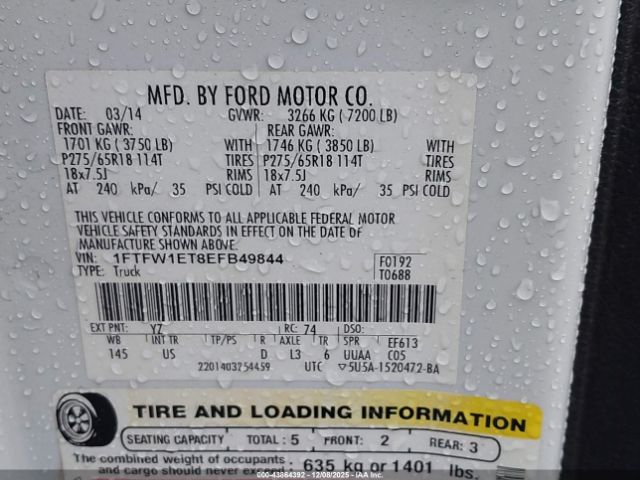 MFD. BY FORD MOTOR CO.
DATE: 03/14 GVWR: 3266 KG ( 7200 LB)
FRONT GAWR: REAR GAWR:
1701 KG ( 3750 LB) WITH 1746 KG ( 3850 LB) WITH
P275/65R18 114T TIRES P275/65R18 114T TIRES
18x7.5J RIMS 18x7.5J RIMS
AT 240 kPa/ 35 PSI COLD AT 240 kPa/ 35 PSI COLD
THIS VEHICLE CONFORMS TO ALL APPLICABLE FEDERAL MOTOR
VEHICLE SAFETY STANDARDS IN EFFECT ON THE DATE OF
MANUFACTURE SHOWN ABOVE.
VIN: 1FTFW1ET8EFB49844 F0192
TYPE: Truck T0688
EXT PNT: YZ RC: 74 DSO:
WB INT TR TP/PS R AXLE TR SPR EF613
145 US D L3 6 UUAA C05
2201403254459 UTC ▽5U5A-1520472-BA
TIRE AND LOADING INFORMATION
SEATING CAPACITY TOTAL : 5 FRONT: 2 REAR: 3
The combined weight of occupants
and cargo should never exceed : 635 kg or 1401 lbs.
12/08/2025